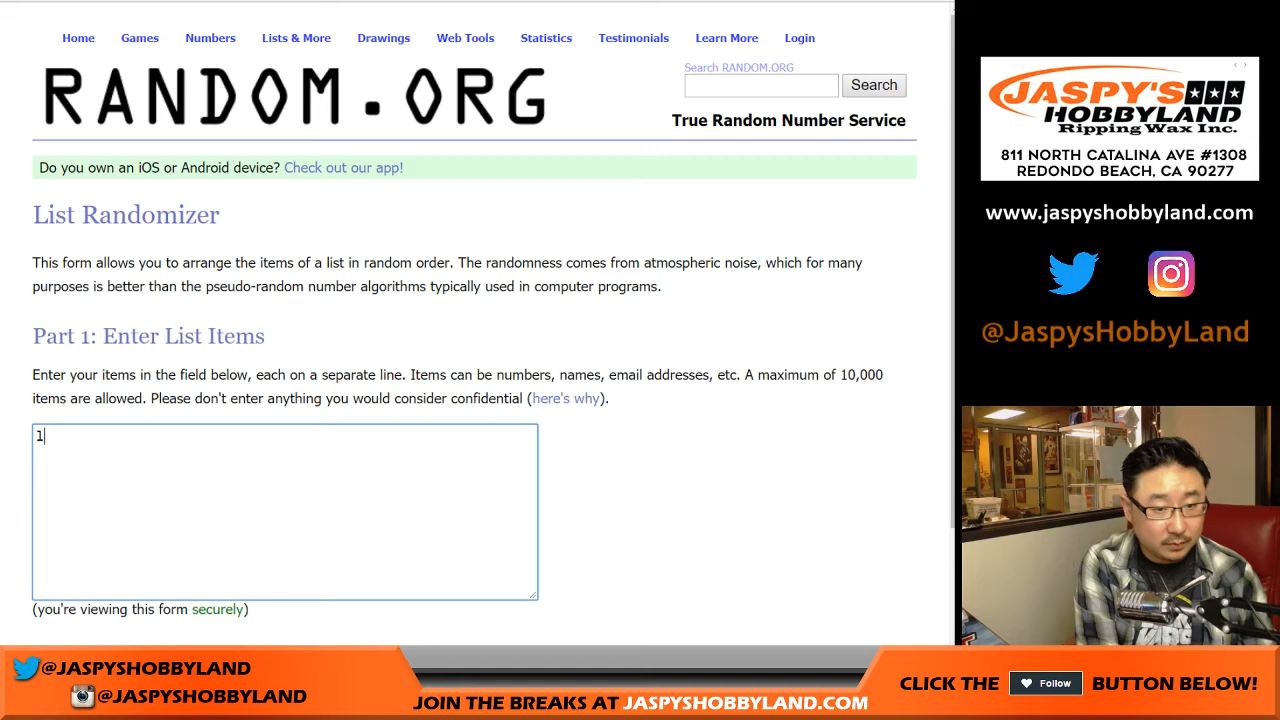 Home Games Numbers Lists & More Drawings Web Tools Statistics Testimonials Learn More Login
RANDOM.ORG
Search RANDOM.ORG
Search
True Random Number Service
Do you own an iOS or Android device? Check out our app!
List Randomizer
This form allows you to arrange the items of a list in random order. The randomness comes from atmospheric noise, which for many
purposes is better than the pseudo-random number algorithms typically used in computer programs.
Part 1: Enter List Items
Enter your items in the field below, each on a separate line. Items can be numbers, names, email addresses, etc. A maximum of 10,000
items are allowed. Please don't enter anything you would consider confidential (here's why).
1
(you're viewing this form securely)
JASPY'S
HOBBYLAND
Ripping Wax Inc.
811 NORTH CATALINA AVE #1308
REDONDO BEACH, CA 90277
www.jaspyshobbyland.com
@JaspysHobbyLand
@JASPYSHOBBYLAND
@JASPYSHOBBYLAND
JOIN THE BREAKS AT JASPYSHOBBYLAND.COM
CLICK THE Follow BUTTON BELOW!